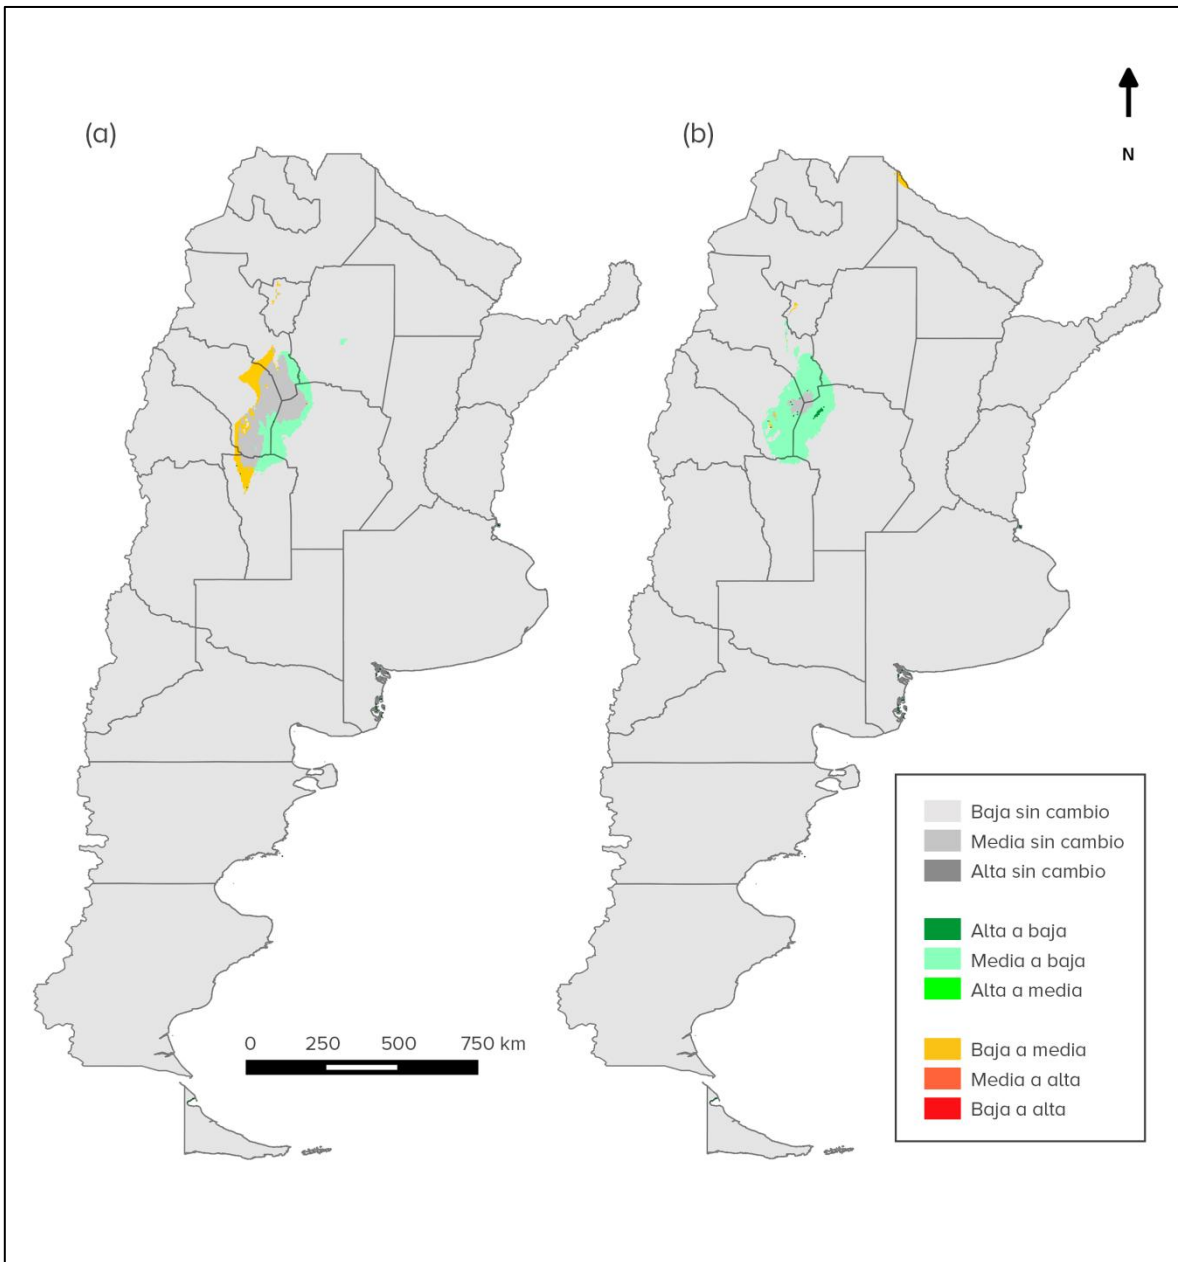 (a)
(b)
N
Baja sin cambio
Media sin cambio
Alta sin cambio
Alta a baja
Media a baja
Alta a media
Baja a media
Media a alta
Baja a alta
0 250 500 750 km